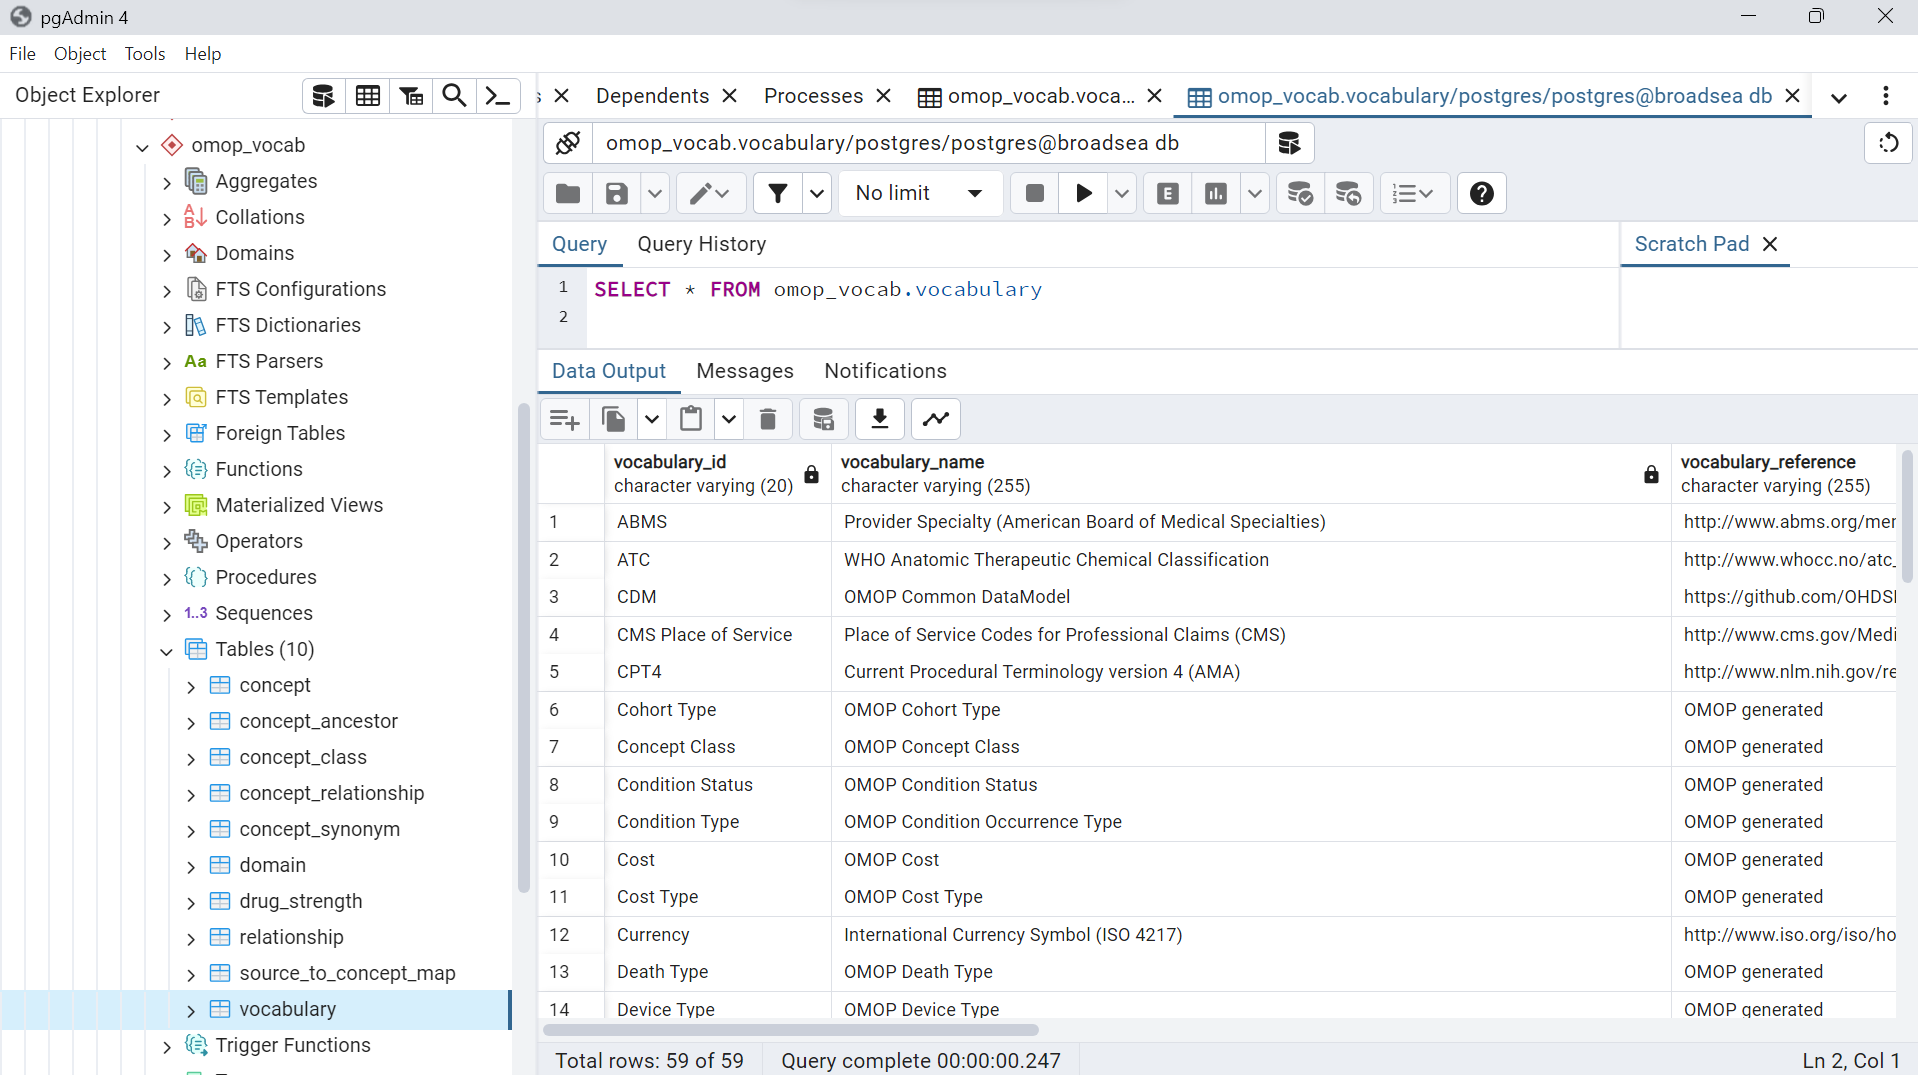 pgAdmin 4
File Object Tools Help
Object Explorer
Dependents Processes omop_vocab.voca... omop_vocab.vocabulary/postgres/postgres@broadsea db
omop_vocab.vocabulary/postgres/postgres@broadsea db
No limit
E
Query Query History
Scratch Pad
1 SELECT * FROM omop_vocab.vocabulary
2
omop_vocab
Aggregates
Collations
Domains
FTS Configurations
FTS Dictionaries
Aa FTS Parsers
FTS Templates
Foreign Tables
Functions
Materialized Views
Operators
Procedures
1..3 Sequences
Tables (10)
concept
concept_ancestor
concept_class
concept_relationship
concept_synonym
domain
drug_strength
relationship
source_to_concept_map
vocabulary
Trigger Functions
Data Output Messages Notifications
vocabulary_id vocabulary_name vocabulary_reference
character varying (20) character varying (255) character varying (255)
1 ABMS Provider Specialty (American Board of Medical Specialties) http://www.abms.org/mer
2 ATC WHO Anatomic Therapeutic Chemical Classification http://www.whocc.no/atc_
3 CDM OMOP Common DataModel https://github.com/OHDSI
4 CMS Place of Service Place of Service Codes for Professional Claims (CMS) http://www.cms.gov/Medi
5 CPT4 Current Procedural Terminology version 4 (AMA) http://www.nlm.nih.gov/re
6 Cohort Type OMOP Cohort Type OMOP generated
7 Concept Class OMOP Concept Class OMOP generated
8 Condition Status OMOP Condition Status OMOP generated
9 Condition Type OMOP Condition Occurrence Type OMOP generated
10 Cost OMOP Cost OMOP generated
11 Cost Type OMOP Cost Type OMOP generated
12 Currency International Currency Symbol (ISO 4217) http://www.iso.org/iso/ho
13 Death Type OMOP Death Type OMOP generated
14 Device Type OMOP Device Type OMOP generated
Total rows: 59 of 59 Query complete 00:00:00.247 Ln 2, Col 1